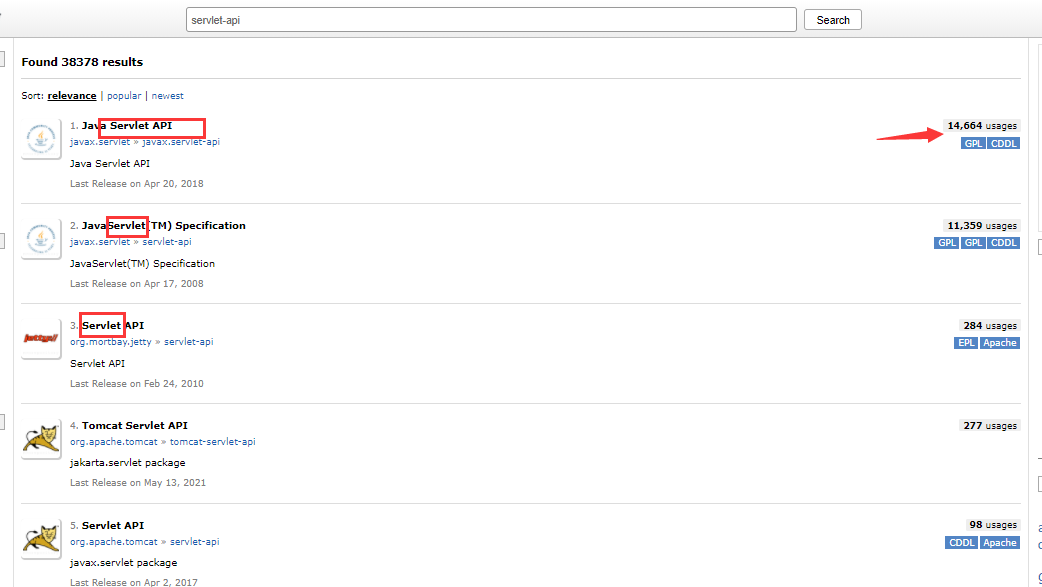 servlet-api Search
Found 38378 results
Sort: relevance | popular | newest
1. Java Servlet API 14,664 usages
javax.servlet » javax.servlet-api GPL CDDL
Java Servlet API
Last Release on Apr 20, 2018
2. JavaServlet(TM) Specification 11,359 usages
javax.servlet » servlet-api GPL GPL CDDL
JavaServlet(TM) Specification
Last Release on Apr 17, 2008
3. Servlet API 284 usages
org.mortbay.jetty » servlet-api EPL Apache
Servlet API
Last Release on Feb 24, 2010
4. Tomcat Servlet API 277 usages
org.apache.tomcat » tomcat-servlet-api
jakarta.servlet package
Last Release on May 13, 2021
5. Servlet API 98 usages
org.apache.tomcat » servlet-api CDDL Apache
javax.servlet package
Last Release on Apr 2, 2017